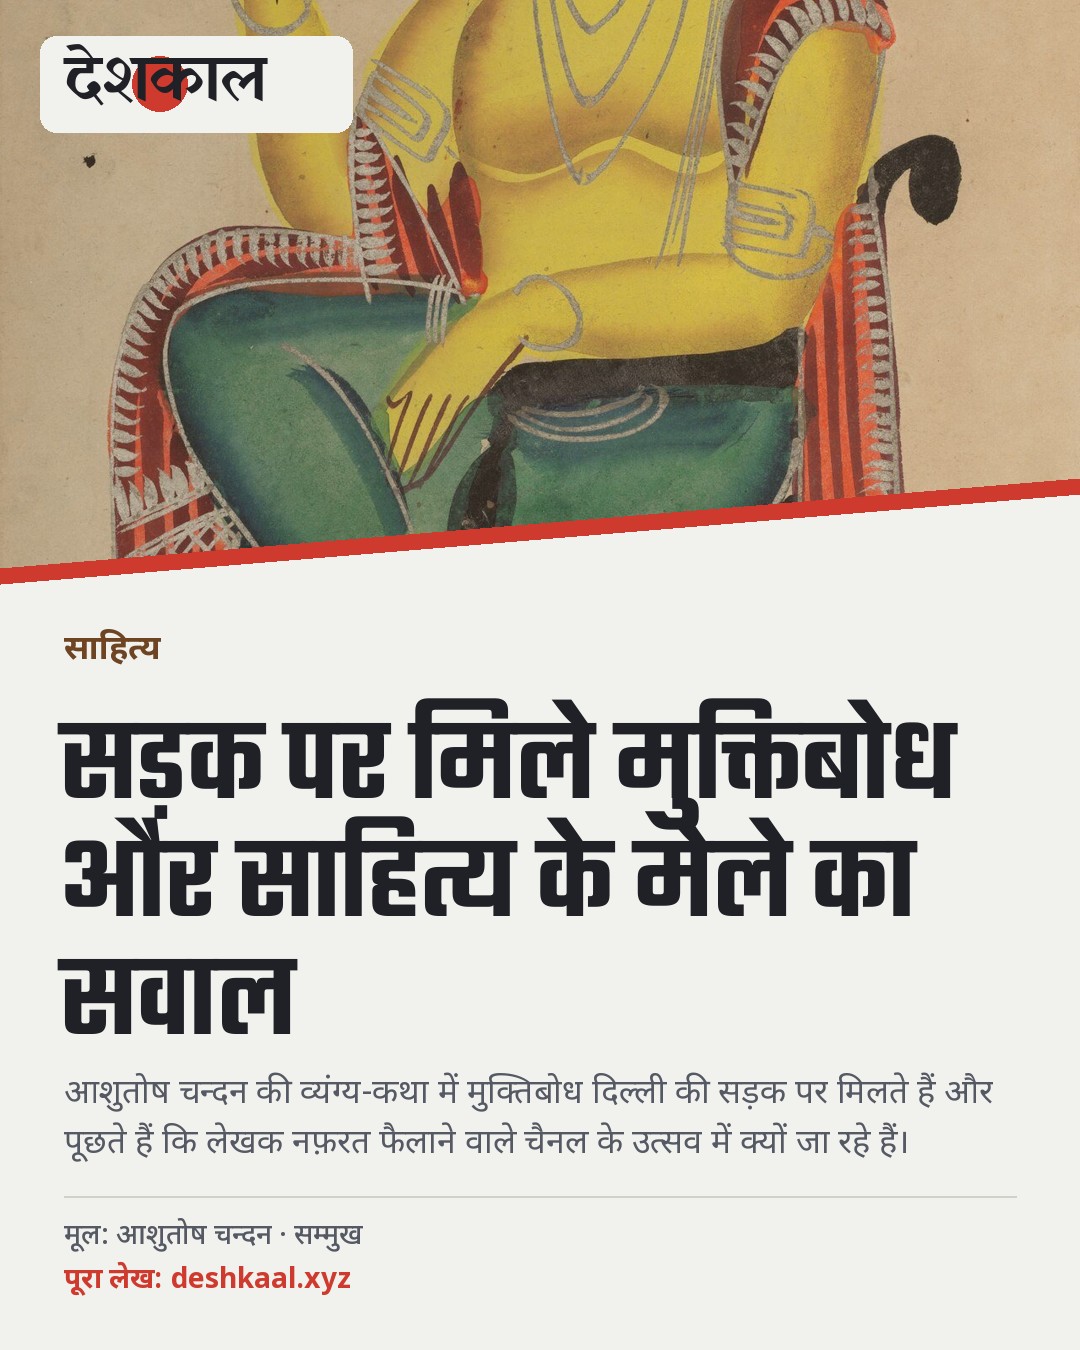 देशकाल
साहित्य
सड़क पर मिले मुक्तिबोध
और साहित्य के मेले का
सवाल
आशुतोष चन्दन की व्यंग्य-कथा में मुक्तिबोध दिल्ली की सड़क पर मिलते हैं और
पूछते हैं कि लेखक नफ़रत फैलाने वाले चैनल के उत्सव में क्यों जा रहे हैं।
मूल: आशुतोष चन्दन · सम्मुख
पूरा लेख: deshkaal.xyz